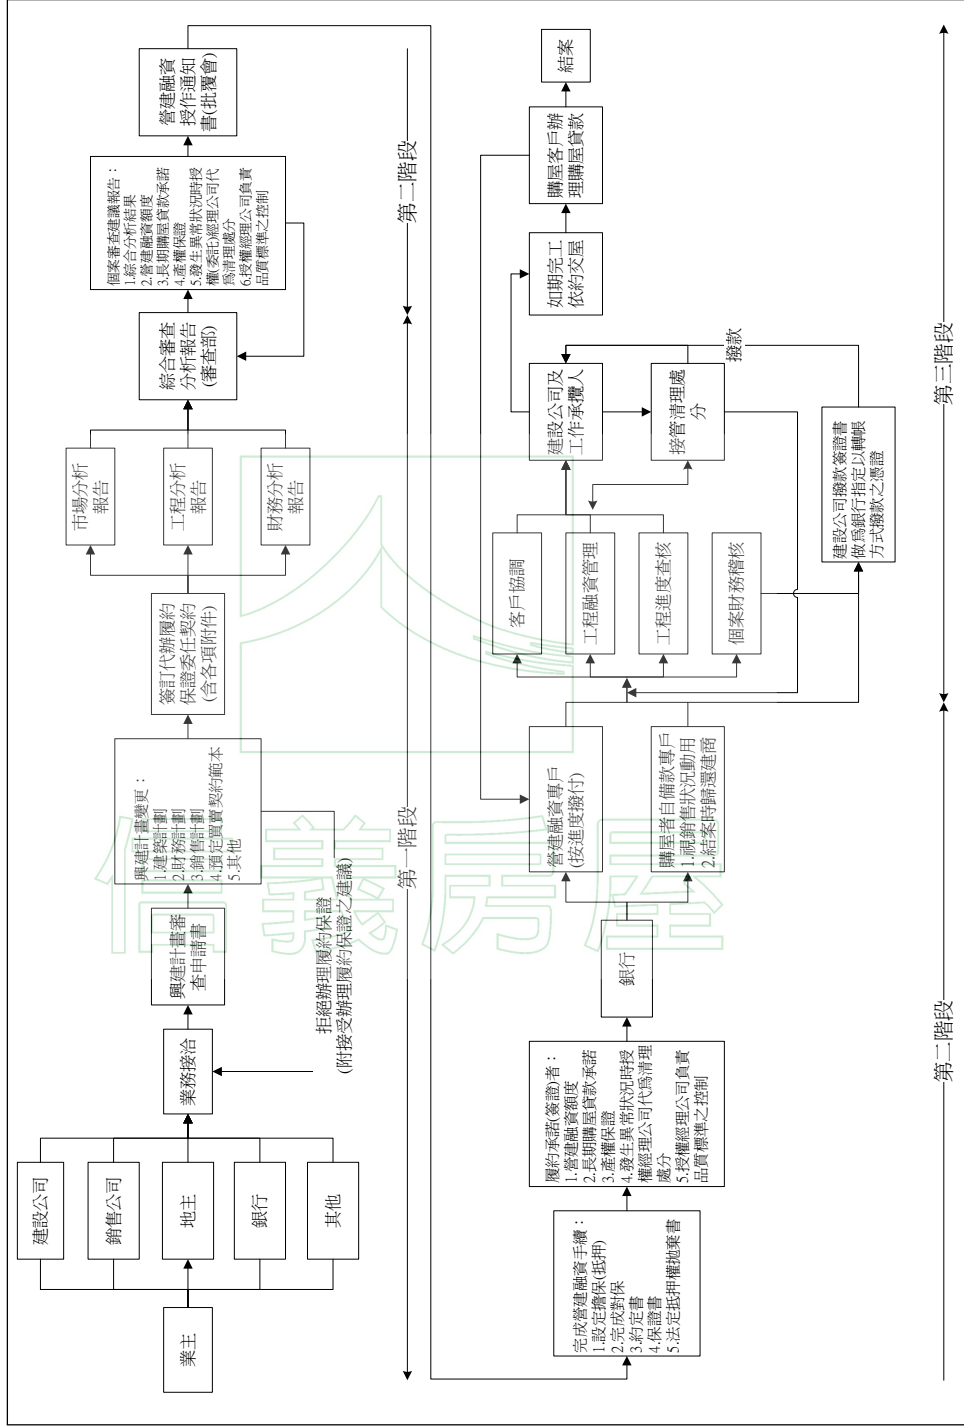 業主
建設公司
銷售公司
地主
銀行
其他
業務接洽
興建計畫審
查申請書
興建計畫變更：
1.建築計劃
2.財務計劃
3.銷售計劃
4.預定買賣契約範本
5.其他
拒絕辦理履約保證
(附接受辦理履約保證之建議)
簽訂代辦履約
保證委任契約
(含各項附件)
市場分析
報告
工程分析
報告
財務分析
報告
綜合審查
分析報告
(審查部)
個案審查建議報告：
1.綜合分析結果
2.營建融資額度
3.長期購屋貸款承諾
4.產權保證
5.發生異常狀況時授
權(委託)經理公司代
為清理處分
6.授權經理公司負責
品質標準之控制
營建融資
授作通知
書(批覆會)
第一階段
第二階段
完成營建融資手續：
1.設定擔保(抵押)
2.完成對保
3.約定書
4.保證書
5.法定抵押權拋棄書
履約承諾(簽證)者：
1.營建融資額度
2.長期購屋貸款承諾
3.產權保證
4.發生異常狀況時授
權經理公司代為清理
處分
5.授權經理公司負責
品質標準之控制
銀行
營建融資專戶
(按進度撥付)
購屋者自備款專戶
1.視銷售狀況動用
2.結案時歸還建商
客戶協調
工程融資管理
工程進度查核
個案財務稽核
建設公司及
工作承攬人
接管清理處
分
撥款
建設公司撥款簽證書
做為銀行指定以轉帳
方式撥款之憑證
如期完工
依約交屋
購屋客戶辦
理購屋貸款
結案
第二階段
第三階段
信義房屋